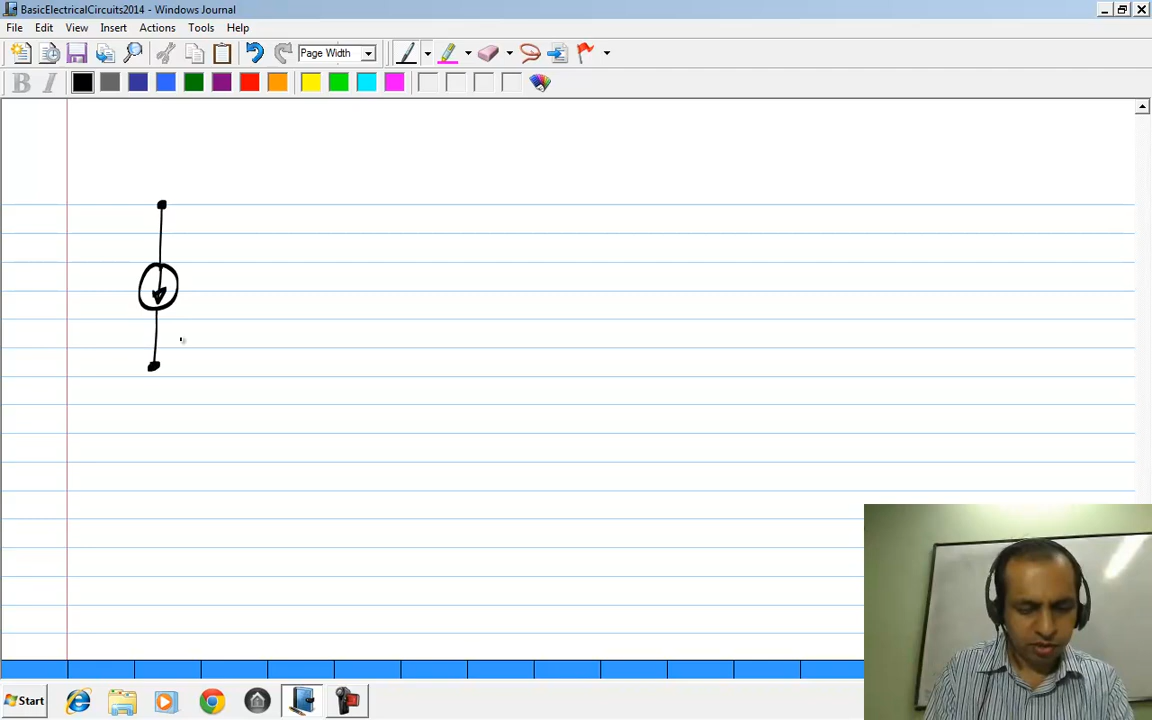 BasicElectricalCircuits2014 - Windows Journal
File Edit View Insert Actions Tools Help
Page Width
B I
Start